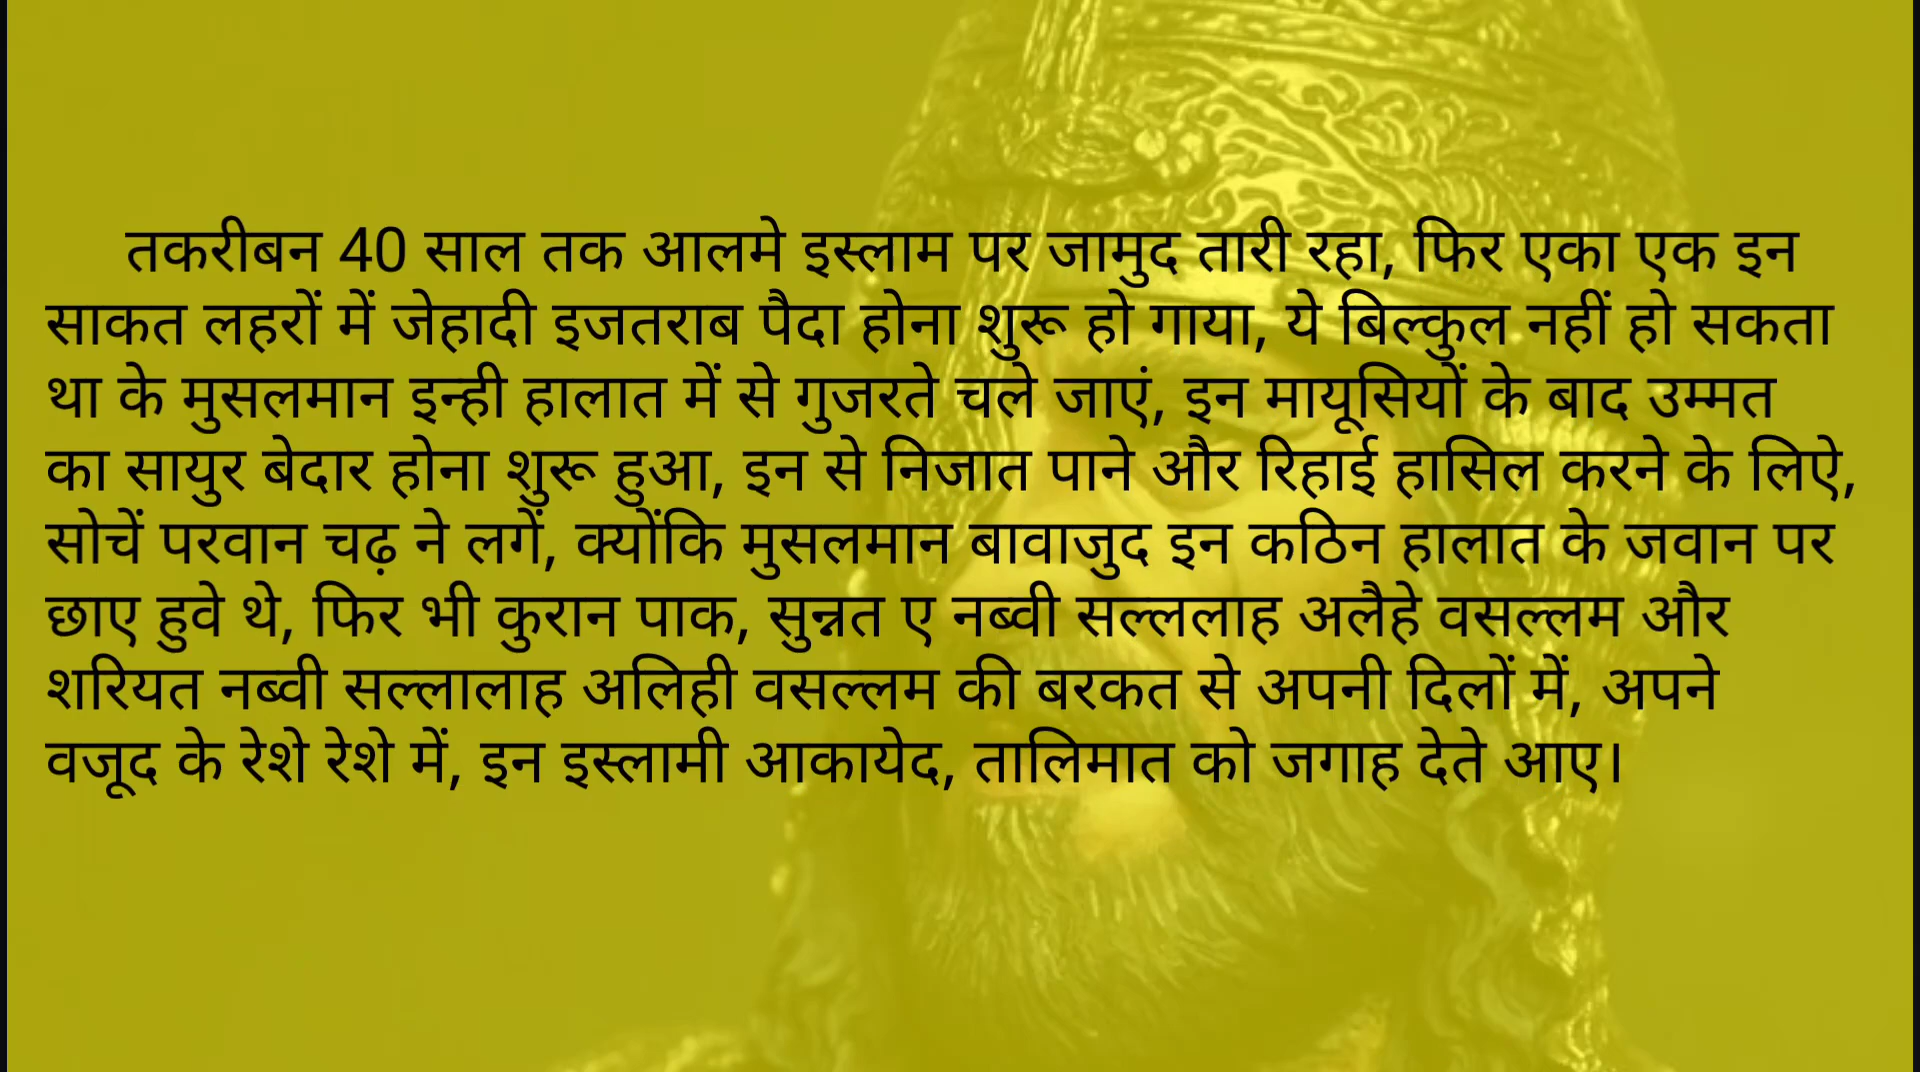 तकरीबन 40 साल तक आलमे इस्लाम पर जामुद तारी रहा, फिर एका एक इन
साकत लहरों में जेहादी इजतराब पैदा होना शुरू हो गाया, ये बिल्कुल नहीं हो सकता
था के मुसलमान इन्ही हालात में से गुजरते चले जाएं, इन मायूसियों के बाद उम्मत
का सायुर बेदार होना शुरू हुआ, इन से निजात पाने और रिहाई हासिल करने के लिऐ,
सोचें परवान चढ़ ने लगें, क्योंकि मुसलमान बावाजुद इन कठिन हालात के जवान पर
छाए हुवे थे, फिर भी कुरान पाक, सुन्नत ए नब्वी सल्ललाह अलैहे वसल्लम और
शरियत नब्वी सल्लालाह अलिही वसल्लम की बरकत से अपनी दिलों में, अपने
वजूद के रेशे रेशे में, इन इस्लामी आकायेद, तालिमात को जगाह देते आए।